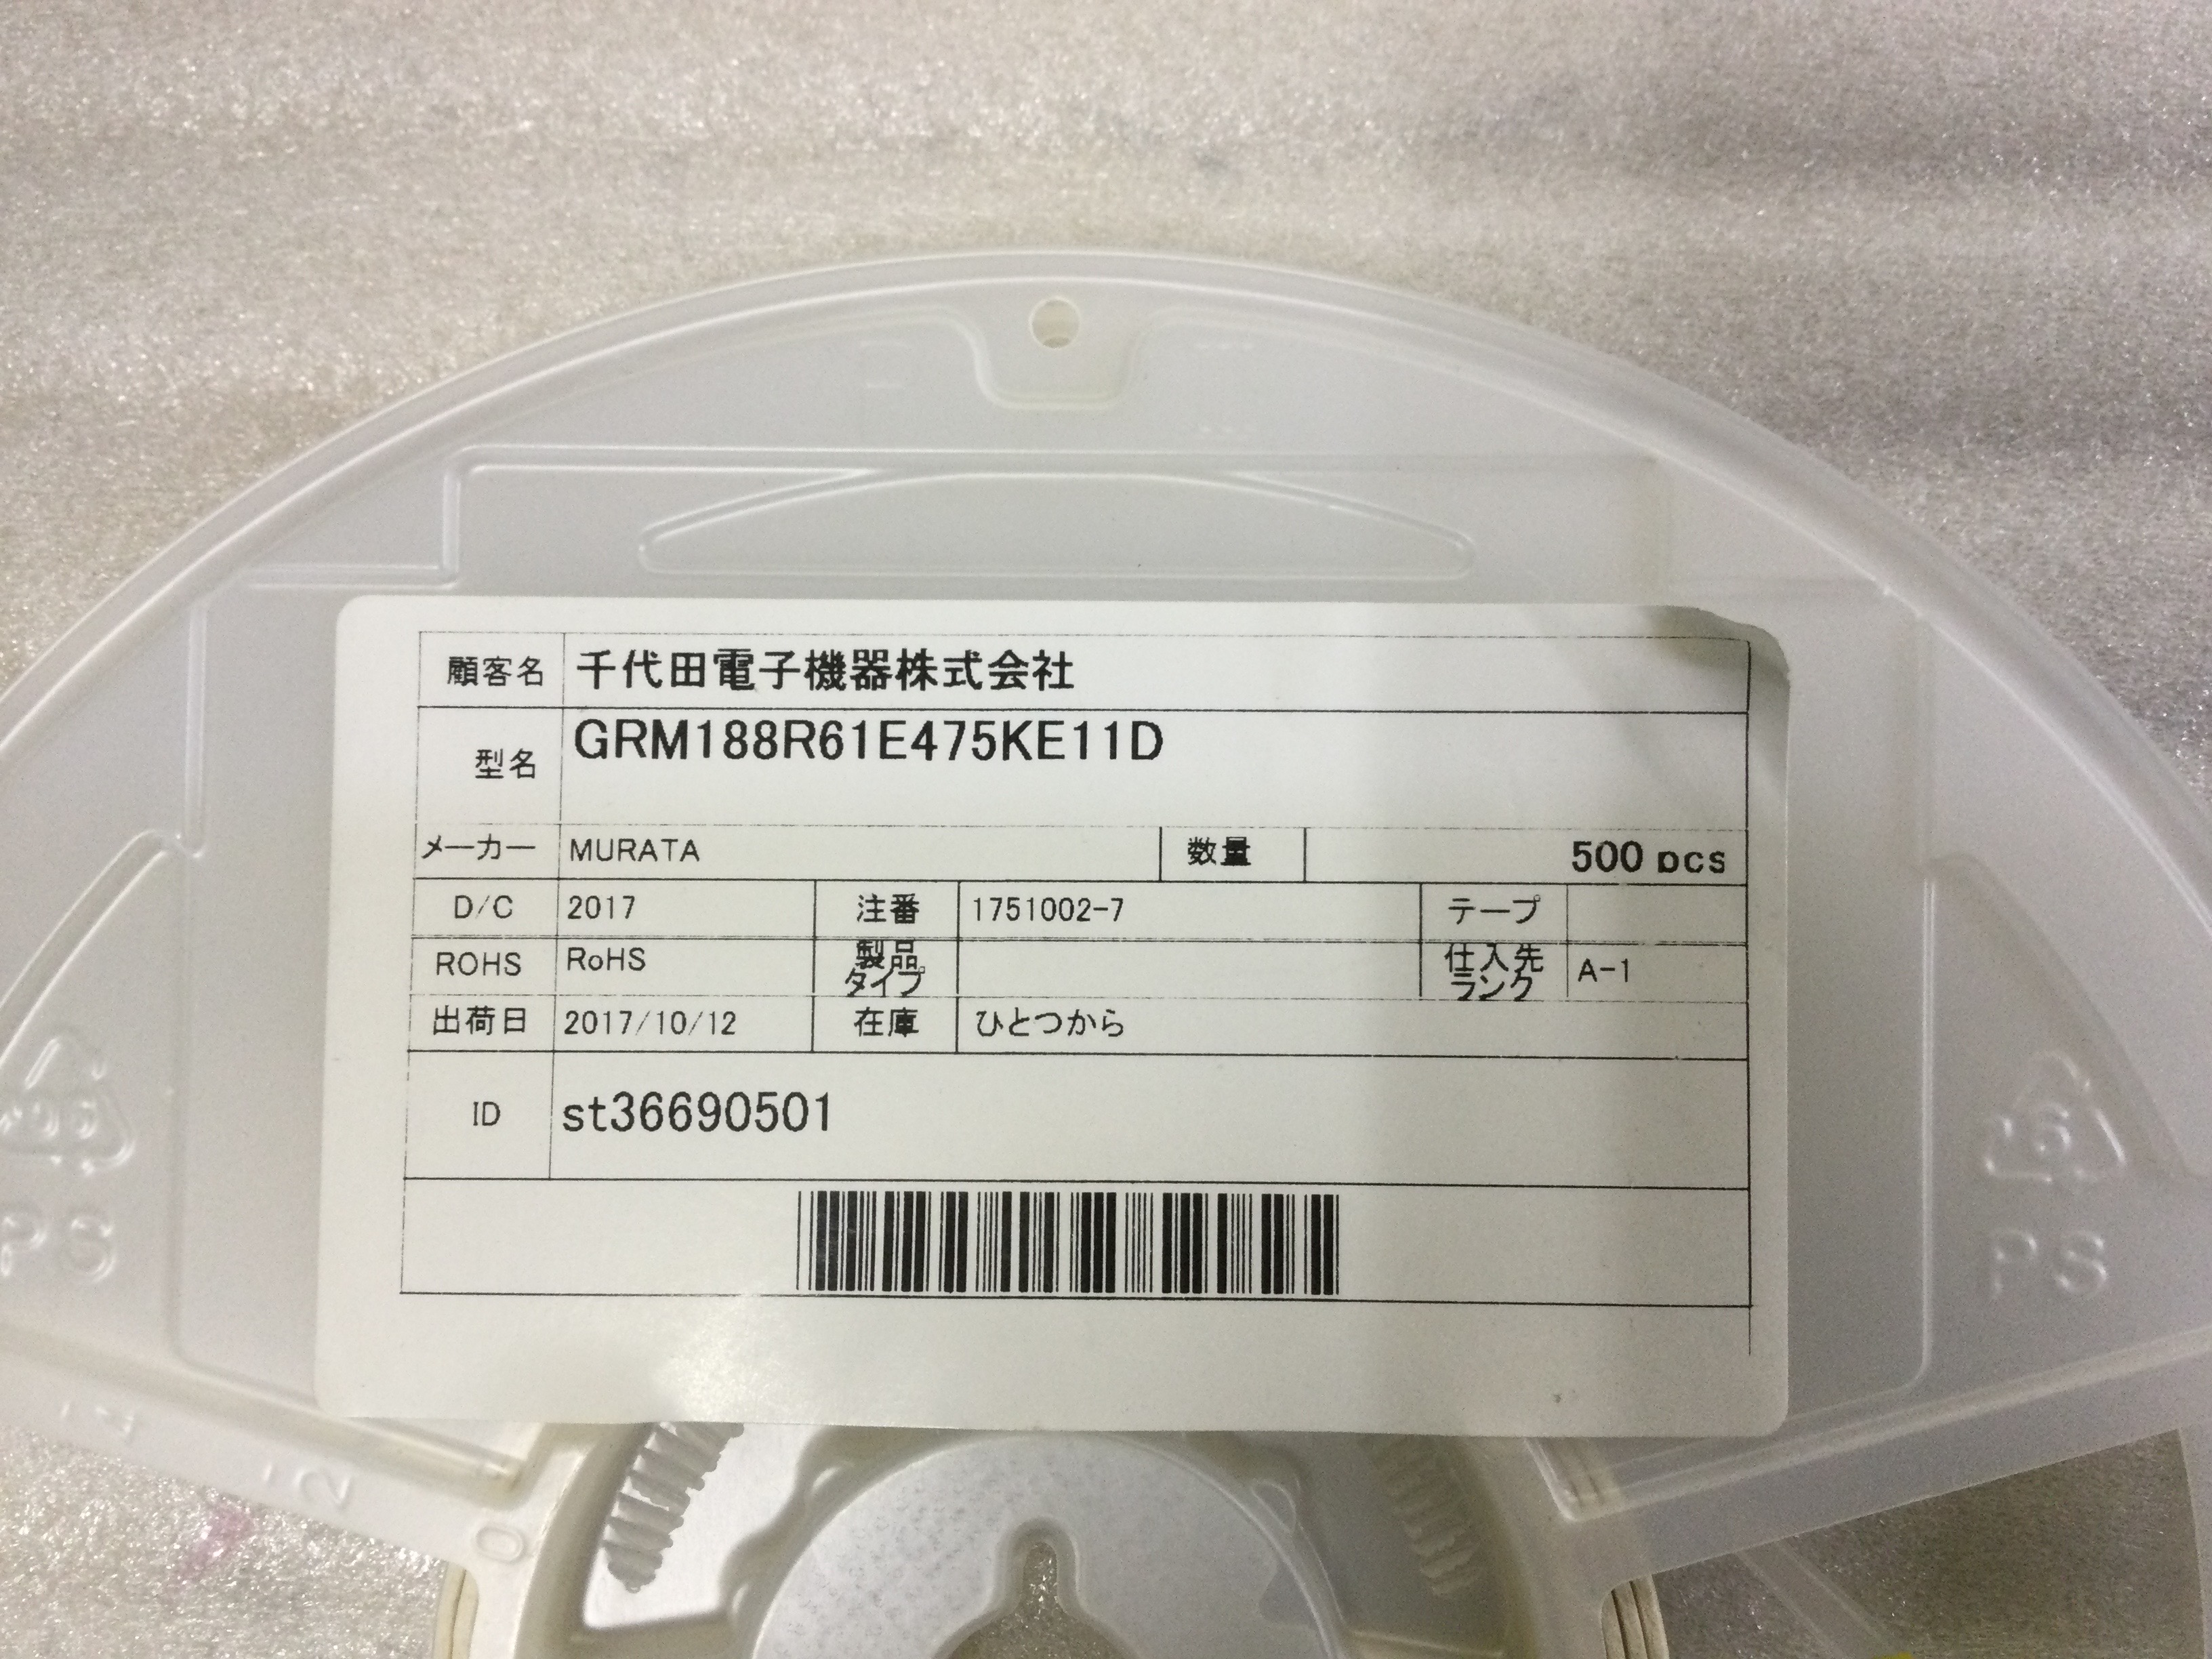 顧客名 千代田電子機器株式会社
型名 GRM188R61E475KE11D
メーカー MURATA 数量 500 pcs
D/C 2017 注番 1751002-7 テープ
ROHS RoHS 製品タイプ 仕入先ランク A-1
出荷日 2017/10/12 在庫 ひとつから
ID st36690501
PS
PS
2
0